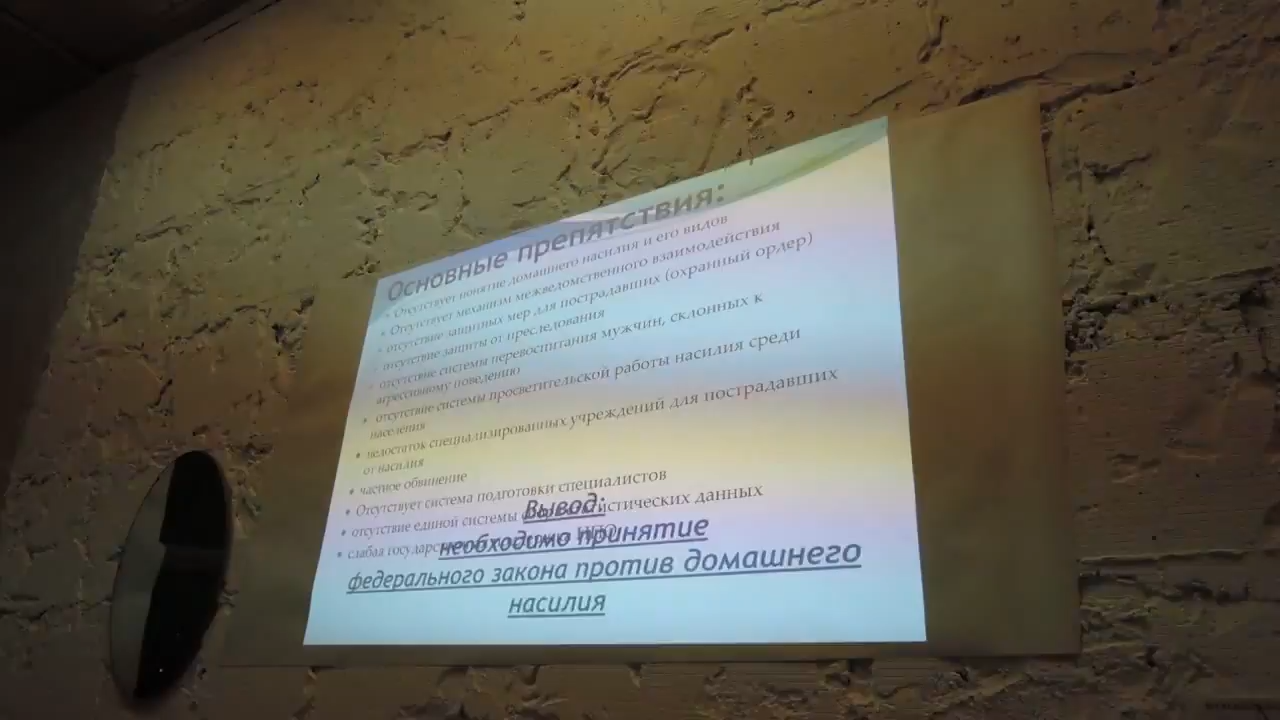 Основные препятствия:
Отсутствует понятие домашнего насилия и его видов
Отсутствует механизм межведомственного взаимодействия
отсутствие защитных мер для пострадавших (охранный ордер)
отсутствие защиты от преследования
отсутствие системы перевоспитания мужчин, склонных к
агрессивному поведению
отсутствие системы просветительской работы насилия среди
населения
недостаток специализированных учреждений для пострадавших
от насилия
частное обвинение
Отсутствует система подготовки специалистов
отсутствие единой системы статистических данных
слабая НПО
Вывод:
необходимо принятие
федерального закона против домашнего
насилия